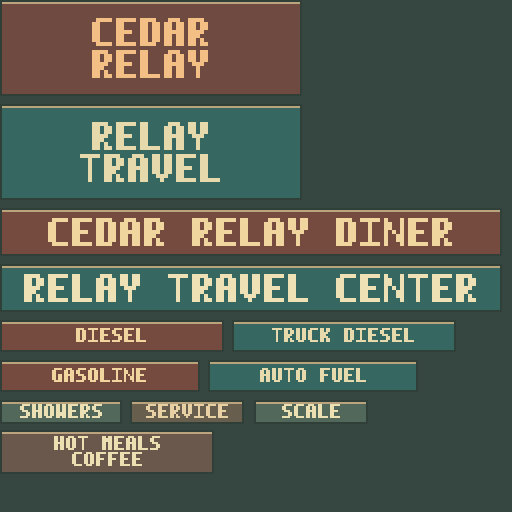 CEDAR
RELAY
RELAY
TRAVEL
CEDAR RELAY DINER
RELAY TRAVEL CENTER
DIESEL
TRUCK DIESEL
GASOLINE
AUTO FUEL
SHOWERS
SERVICE
SCALE
HOT MEALS
COFFEE